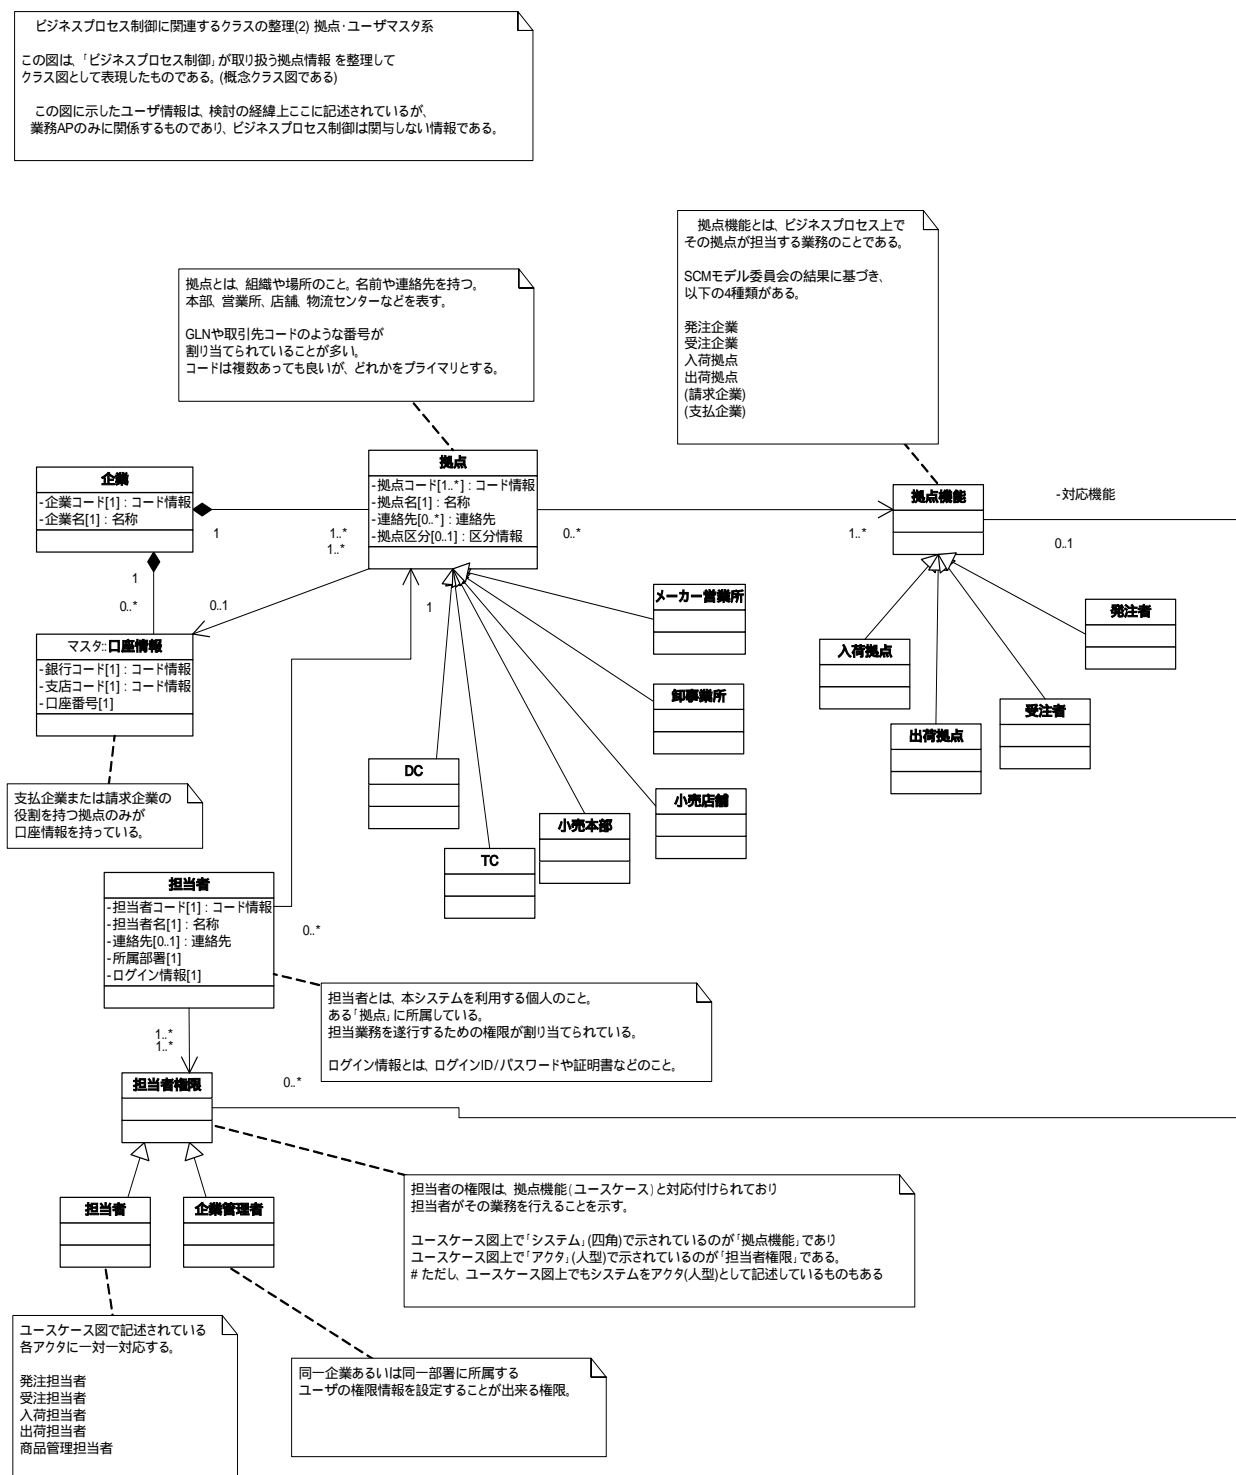 ビジネスプロセス制御に関連するクラスの整理(2) 拠点・ユーザマスタ系
この図は、「ビジネスプロセス制御」が取り扱う拠点情報 を整理して
クラス図として表現したものである。(概念クラス図である)
この図に示したユーザ情報は、検討の経緯上ここに記述されているが、
業務APのみに関係するものであり、ビジネスプロセス制御は関与しない情報である。
拠点機能とは、ビジネスプロセス上で
その拠点が担当する業務のことである。
SCMモデル委員会の結果に基づき、
以下の4種類がある。
発注企業
受注企業
入荷拠点
出荷拠点
(請求企業)
(支払企業)
拠点とは、組織や場所のこと。名前や連絡先を持つ。
本部、営業所、店舗、物流センターなどを表す。
GLNや取引先コードのような番号が
割り当てられていることが多い。
コードは複数あっても良いが、どれかをプライマリとする。
企業
-企業コード[1] : コード情報
-企業名[1] : 名称
拠点
-拠点コード[1..*] : コード情報
-拠点名[1] : 名称
-連絡先[0..*] : 連絡先
-拠点区分[0..1] : 区分情報
拠点機能
-対応機能
1
1..*
1..*
0..*
1..*
0..1
1
0..*
0..1
1
マスタ::口座情報
-銀行コード[1] : コード情報
-支店コード[1] : コード情報
-口座番号[1]
メーカー営業所
発注者
入荷拠点
卸事業所
受注者
出荷拠点
DC
小売店舗
小売本部
TC
支払企業または請求企業の
役割を持つ拠点のみが
口座情報を持っている。
担当者
-担当者コード[1] : コード情報
-担当者名[1] : 名称
-連絡先[0..1] : 連絡先
-所属部署[1]
-ログイン情報[1]
0..*
担当者とは、本システムを利用する個人のこと。
ある「拠点」に所属している。
担当業務を遂行するための権限が割り当てられている。
ログイン情報とは、ログインID/パスワードや証明書などのこと。
1..*
1..*
担当者権限
0..*
担当者の権限は、拠点機能(ユースケース)と対応付けられており
担当者がその業務を行えることを示す。
ユースケース図上で「システム」(四角)で示されているのが「拠点機能」であり
ユースケース図上で「アクタ」(人型)で示されているのが「担当者権限」である。
# ただし、ユースケース図上でもシステムをアクタ(人型)として記述しているものもある
担当者
企業管理者
ユースケース図で記述されている
各アクタに一対一対応する。
発注担当者
受注担当者
入荷担当者
出荷担当者
商品管理担当者
同一企業あるいは同一部署に所属する
ユーザの権限情報を設定することが出来る権限。